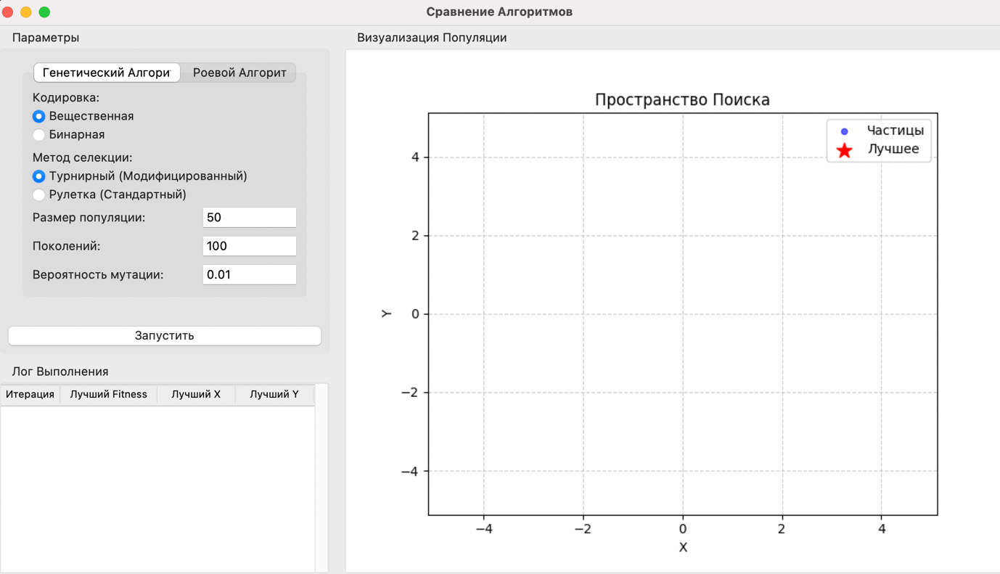 Сравнение Алгоритмов
Параметры
Генетический Алгори
Роевой Алгорит
Кодировка:
Вещественная
Бинарная
Метод селекции:
Турнирный (Модифицированный)
Рулетка (Стандартный)
Размер популяции: 50
Поколений: 100
Вероятность мутации: 0.01
Запустить
Лог Выполнения
Итерация Лучший Fitness Лучший X Лучший Y
Визуализация Популяции
Пространство Поиска
Частицы
Лучшее
4
2
0
−2
−4
Y
−4 −2 0 2 4
X